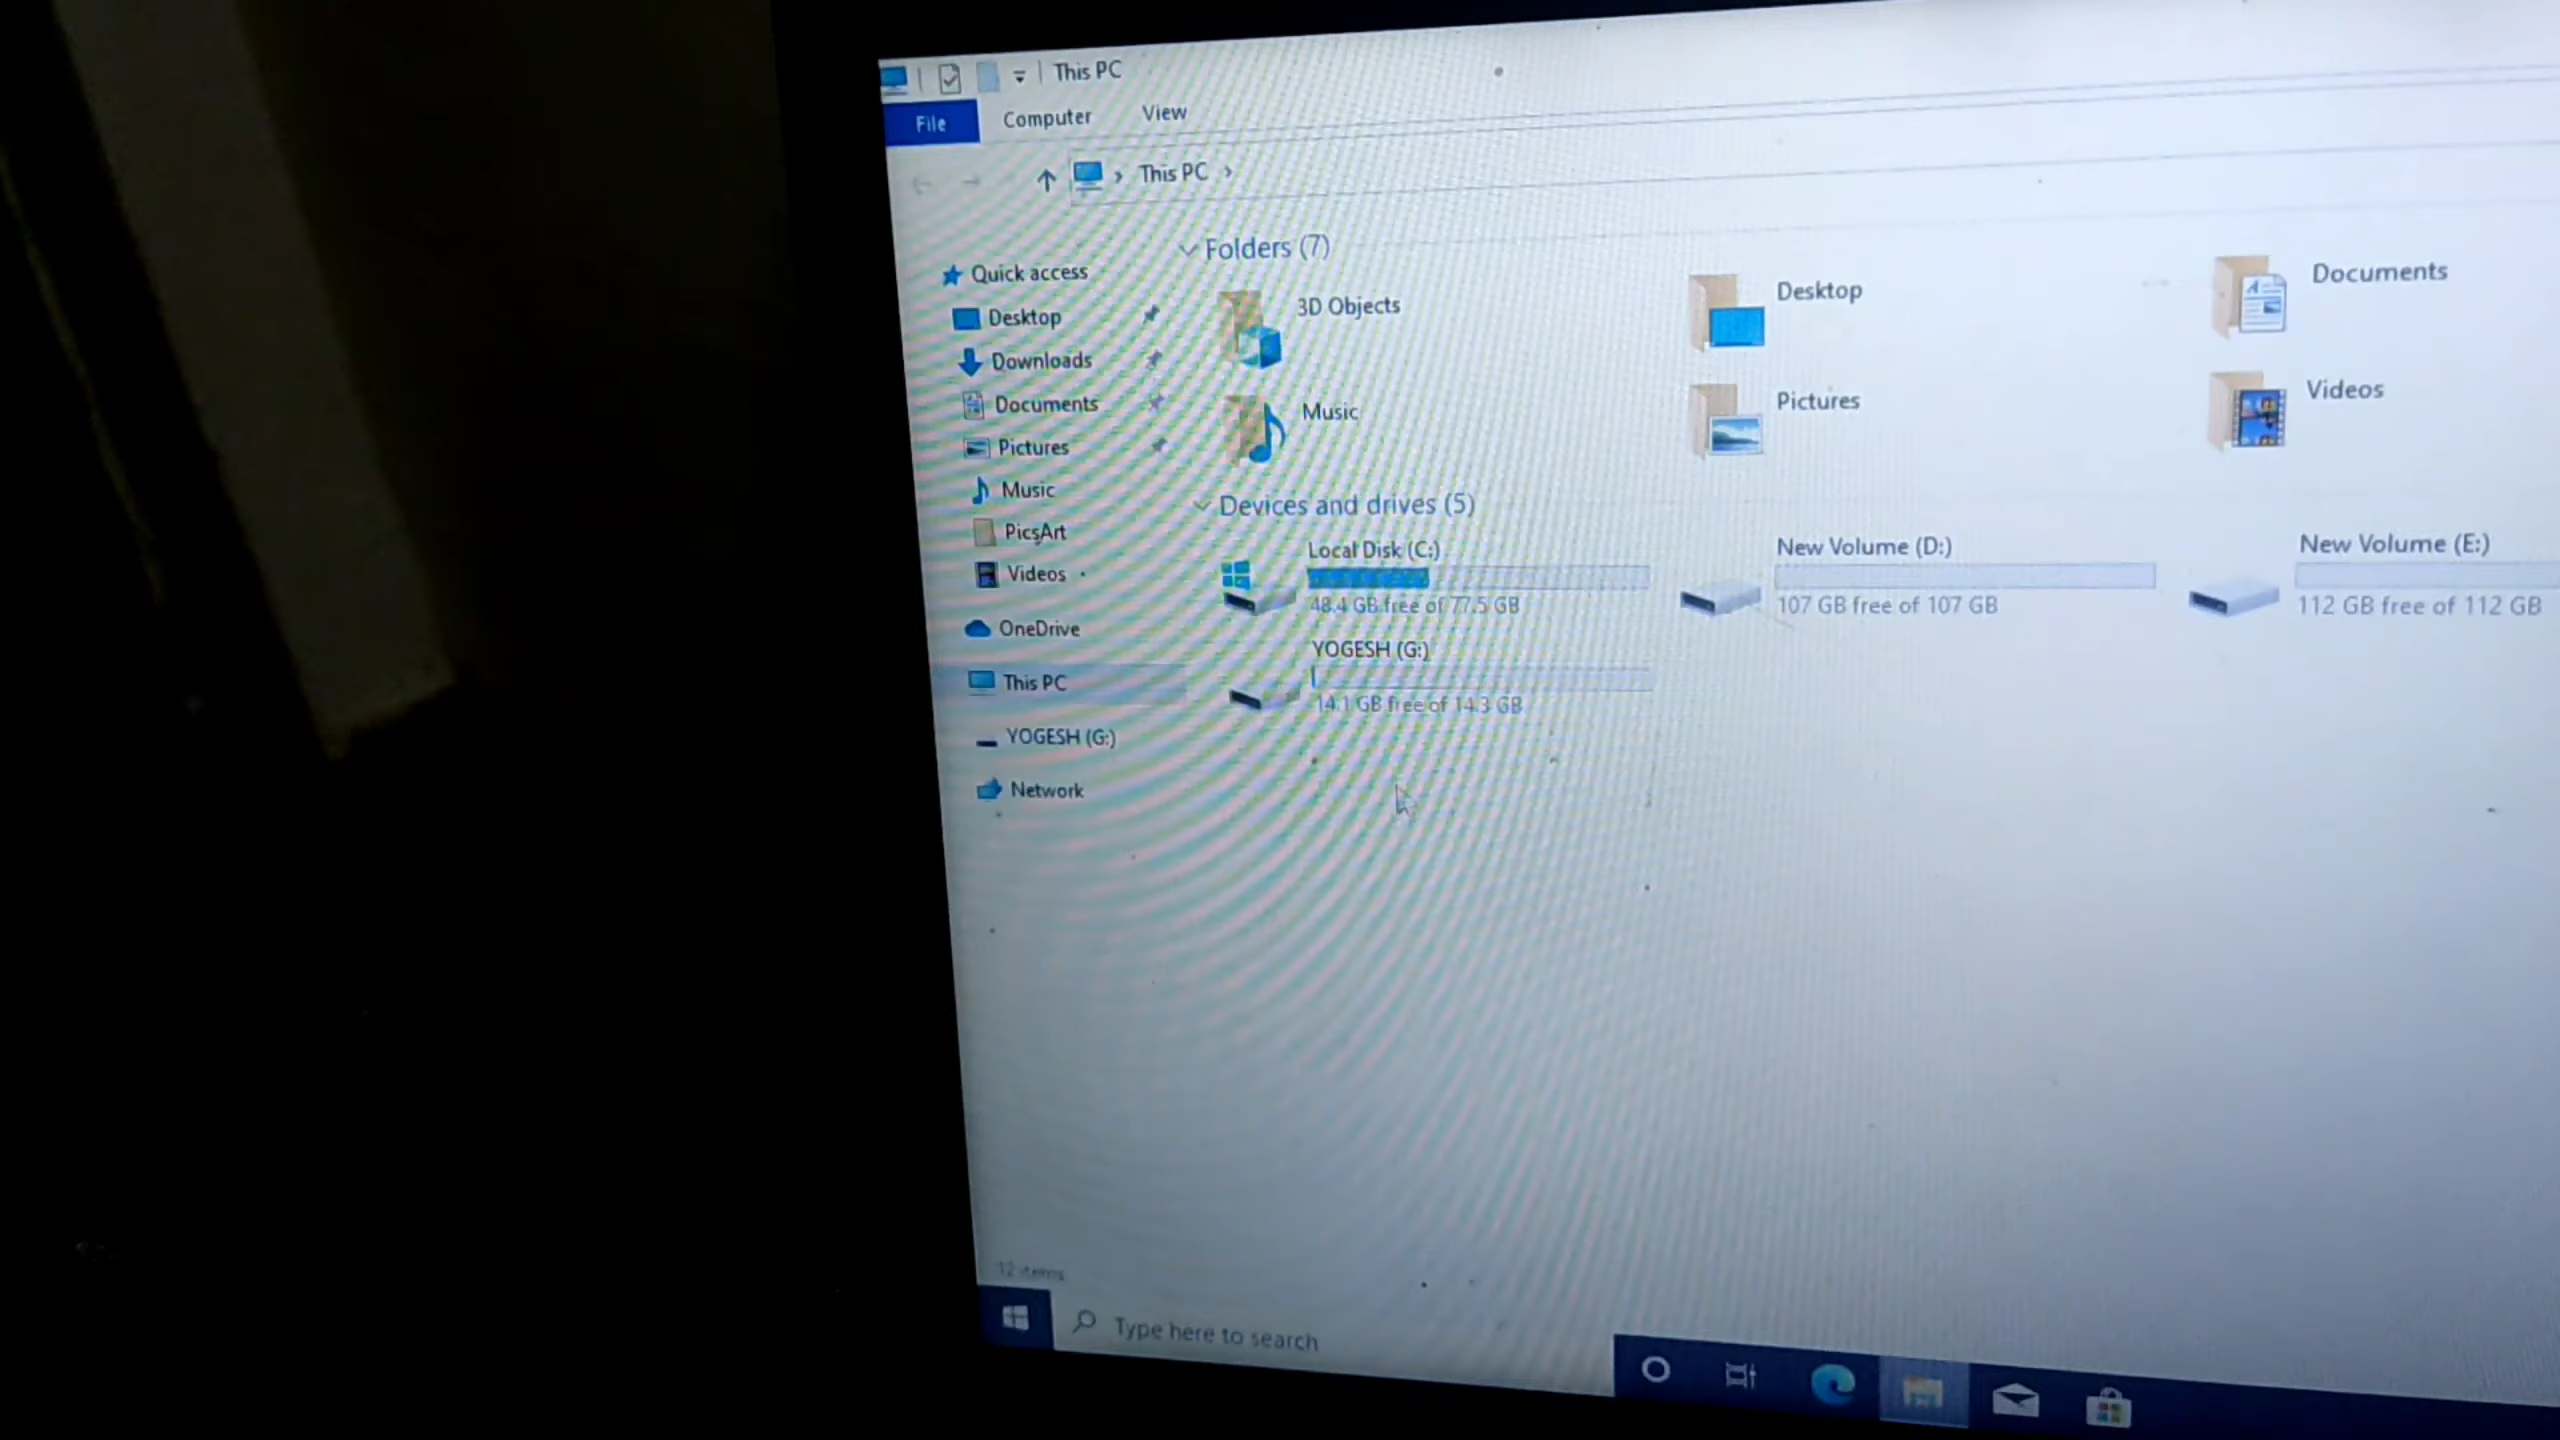 This PC
File Computer View
This PC
Quick access
Desktop
Downloads
Documents
Pictures
Music
PicsArt
Videos
OneDrive
This PC
YOGESH (G:)
Network
Folders (7)
3D Objects
Desktop
Documents
Music
Pictures
Videos
Devices and drives (5)
Local Disk (C:)
48.4 GB free of 77.5 GB
New Volume (D:)
107 GB free of 107 GB
New Volume (E:)
112 GB free of 112 GB
YOGESH (G:)
14.1 GB free of 14.3 GB
12 items
Type here to search